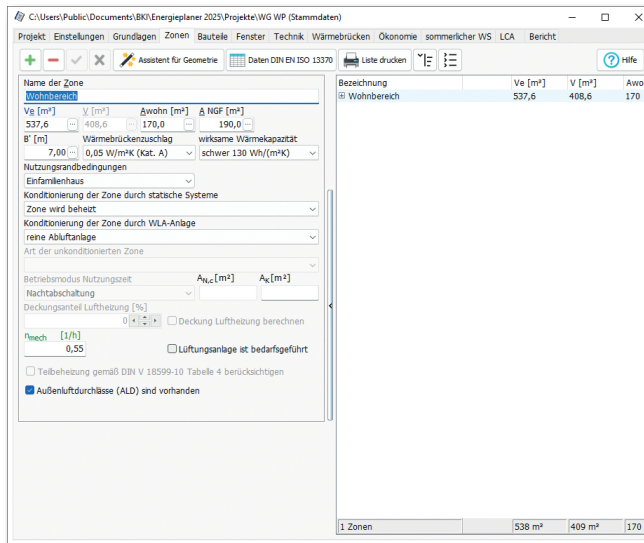 C:\Users\Public\Documents\BKI\Energieplaner 2025\Projekte\WG WP (Stammdaten)
Projekt Einstellungen Grundlagen Zonen Bauteile Fenster Technik Wärmebrücken Ökonomie sommerlicher WS LCA Bericht
Assistent für Geometrie Daten DIN EN ISO 13370 Liste drucken Hilfe
Name der Zone
Wohnbereich
Ve [m³] V [m³] Awohn [m²] A NGF [m²]
537,6 ... 408,6 ... 170,0 ... 190,0 ...
B' [m] Wärmebrückenzuschlag wirksame Wärmekapazität
7,00 ... 0,05 W/m²K (Kat. A) schwer 130 Wh/(m²K)
Nutzungsrandbedingungen
Einfamilienhaus
Konditionierung der Zone durch statische Systeme
Zone wird beheizt
Konditionierung der Zone durch WLA-Anlage
reine Abluftanlage
Art der unkonditionierten Zone
Betriebsmodus Nutzungszeit A_N,c [m²] A_K [m²]
Nachtabschaltung
Deckungsanteil Luftheizung [%]
0 Deckung Luftheizung berechnen
n_mech [1/h]
0,55 Lüftungsanlage ist bedarfsgeführt
Teilbeheizung gemäß DIN V 18599-10 Tabelle 4 berücksichtigen
Außenluftdurchlässe (ALD) sind vorhanden
Bezeichnung Ve [m³] V [m³] Awo
Wohnbereich 537,6 408,6 170
1 Zonen 538 m³ 409 m³ 170